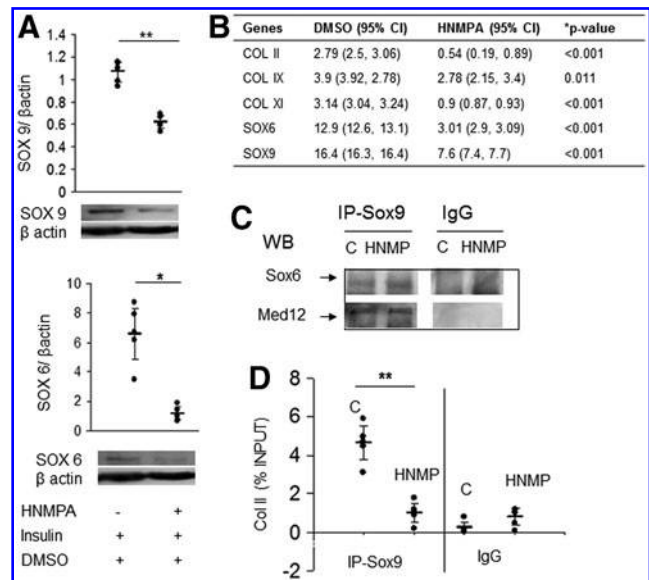 A
**
SOX 9/ βactin
1.4
1.2
1
0.8
0.6
0.4
0.2
0
SOX 9
β actin
*
SOX 6/ βactin
10
8
6
4
2
0
SOX 6
β actin
HNMPA - +
Insulin + +
DMSO + +
B
Genes DMSO (95% CI) HNMPA (95% CI) *p-value
COL II 2.79 (2.5, 3.06) 0.54 (0.19, 0.89) <0.001
COL IX 3.9 (3.92, 2.78) 2.78 (2.15, 3.4) 0.011
COL XI 3.14 (3.04, 3.24) 0.9 (0.87, 0.93) <0.001
SOX6 12.9 (12.6, 13.1) 3.01 (2.9, 3.09) <0.001
SOX9 16.4 (16.3, 16.4) 7.6 (7.4, 7.7) <0.001
C
IP-Sox9 IgG
WB C HNMP C HNMP
Sox6
Med12
D
Col II (% INPUT)
8
6
4
2
0
-2
**
C
HNMP
C
HNMP
IP-Sox9 IgG